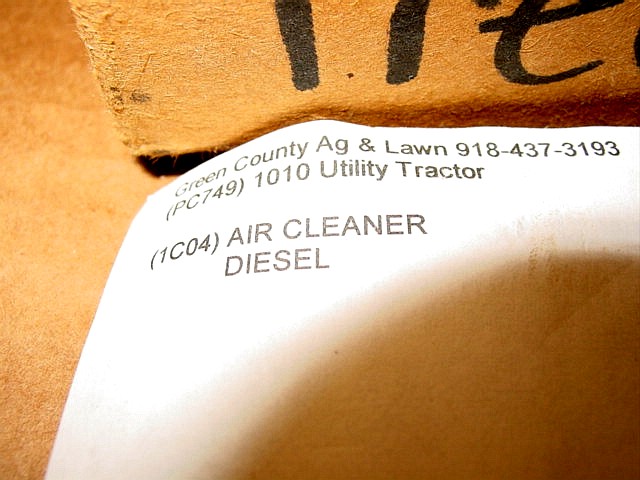 Green County Ag & Lawn 918-437-3193
(PC749) 1010 Utility Tractor
(1C04) AIR CLEANER
DIESEL